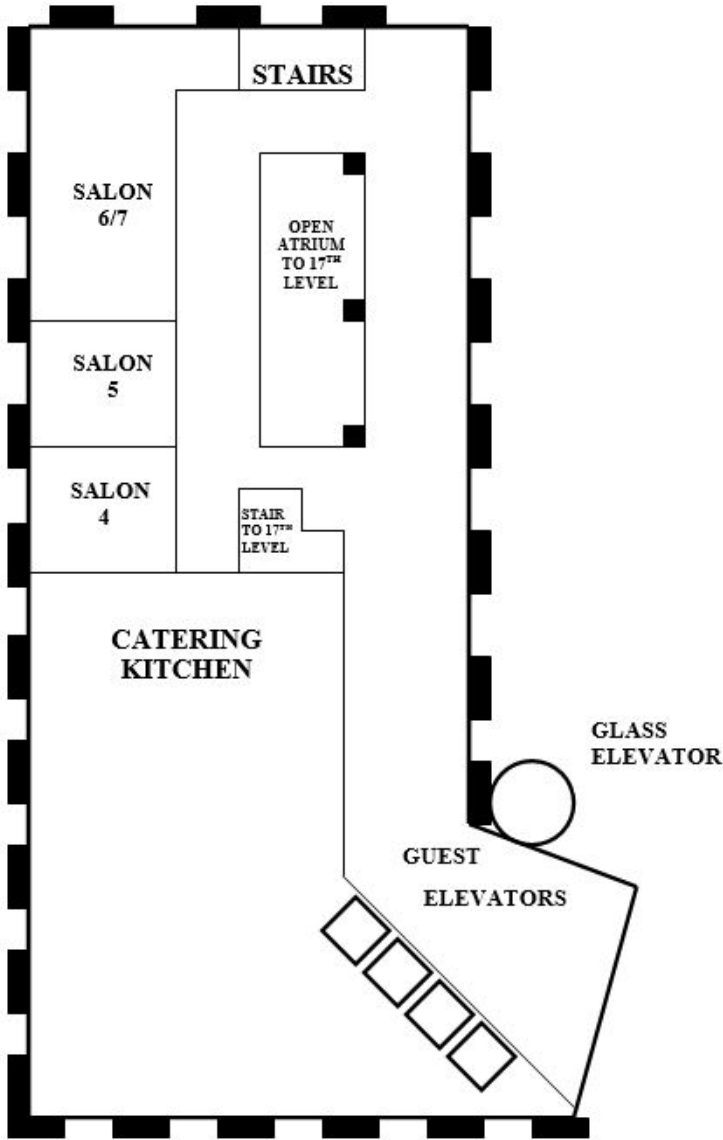 STAIRS
SALON
6/7
OPEN
ATRIUM
TO 17TH
LEVEL
SALON
5
SALON
4
STAIR
TO 17TH
LEVEL
CATERING
KITCHEN
GLASS
ELEVATOR
GUEST
ELEVATORS